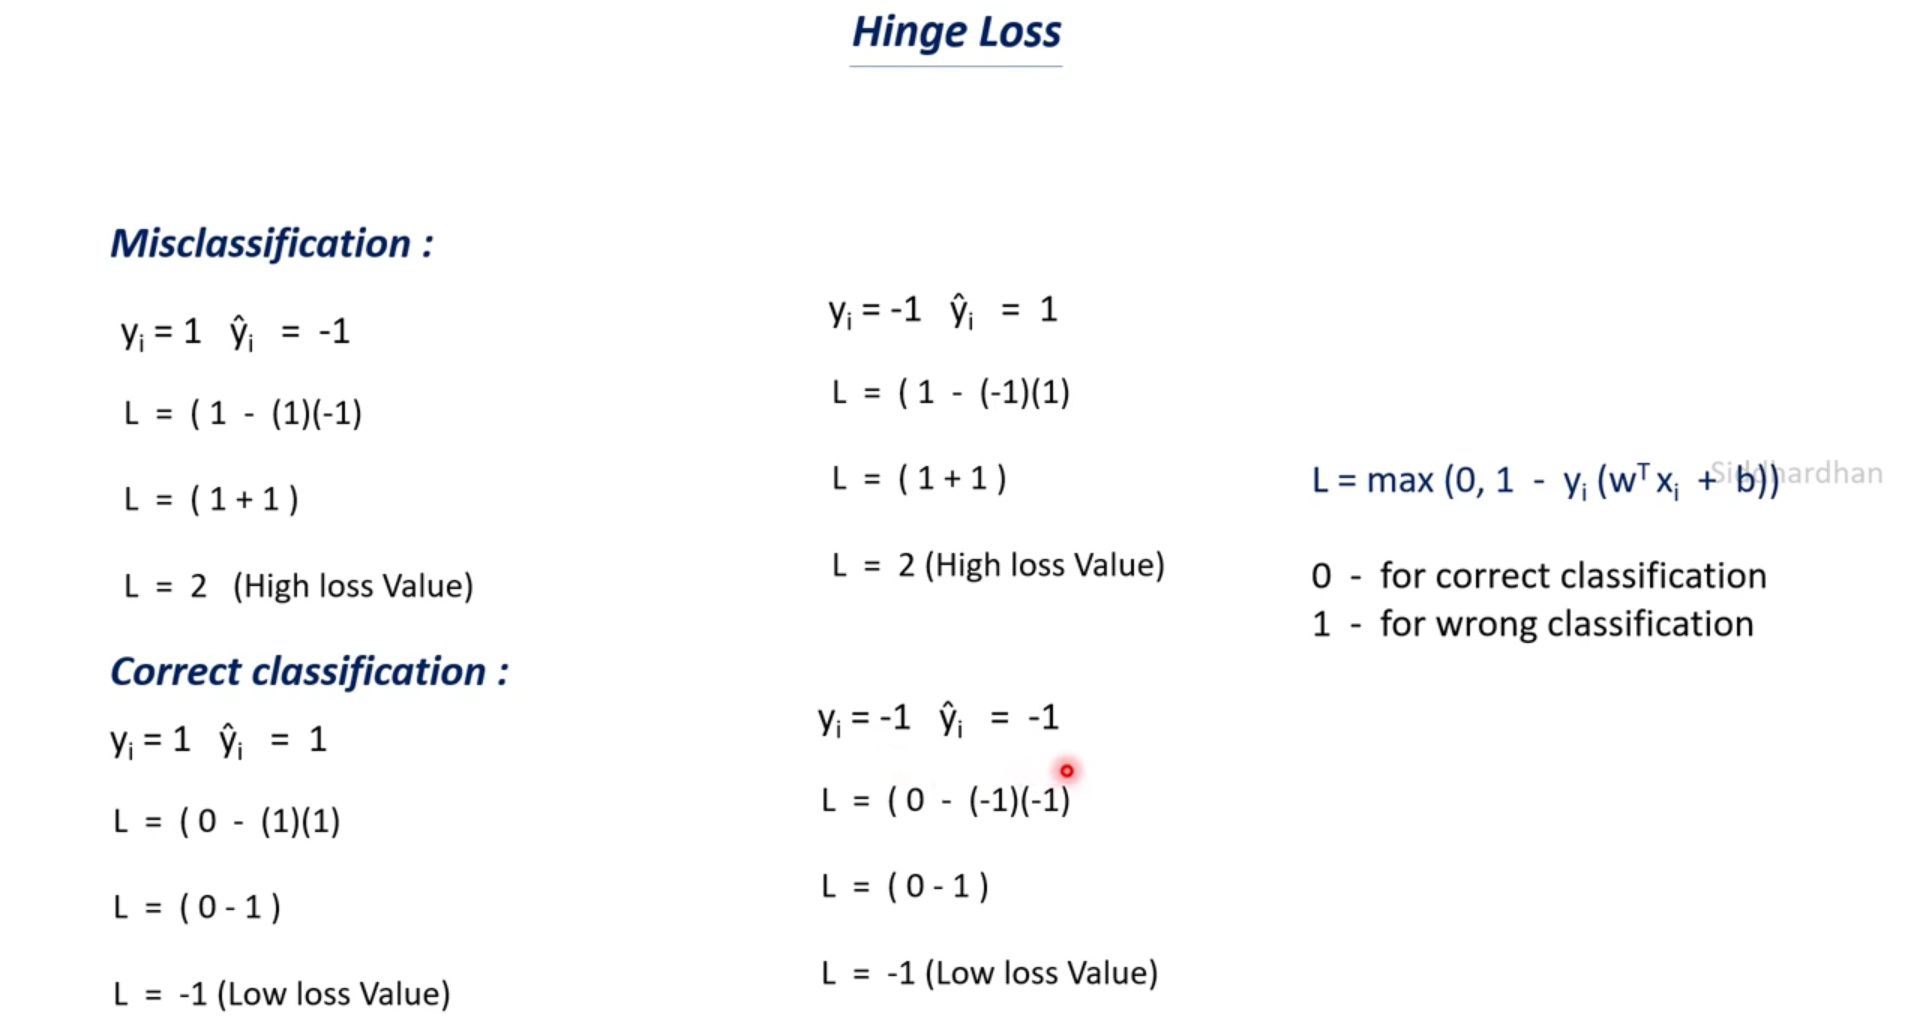 Hinge Loss
Misclassification :
yᵢ = 1 ŷᵢ = -1
L = ( 1 - (1)(-1)
L = ( 1 + 1 )
L = 2 (High loss Value)
yᵢ = -1 ŷᵢ = 1
L = ( 1 - (-1)(1)
L = ( 1 + 1 )
L = 2 (High loss Value)
Correct classification :
yᵢ = 1 ŷᵢ = 1
L = ( 0 - (1)(1)
L = ( 0 - 1 )
L = -1 (Low loss Value)
yᵢ = -1 ŷᵢ = -1
L = ( 0 - (-1)(-1)
L = ( 0 - 1 )
L = -1 (Low loss Value)
L = max (0, 1 - yᵢ (wᵀ xᵢ + b))
Siddhardhan
0 - for correct classification
1 - for wrong classification